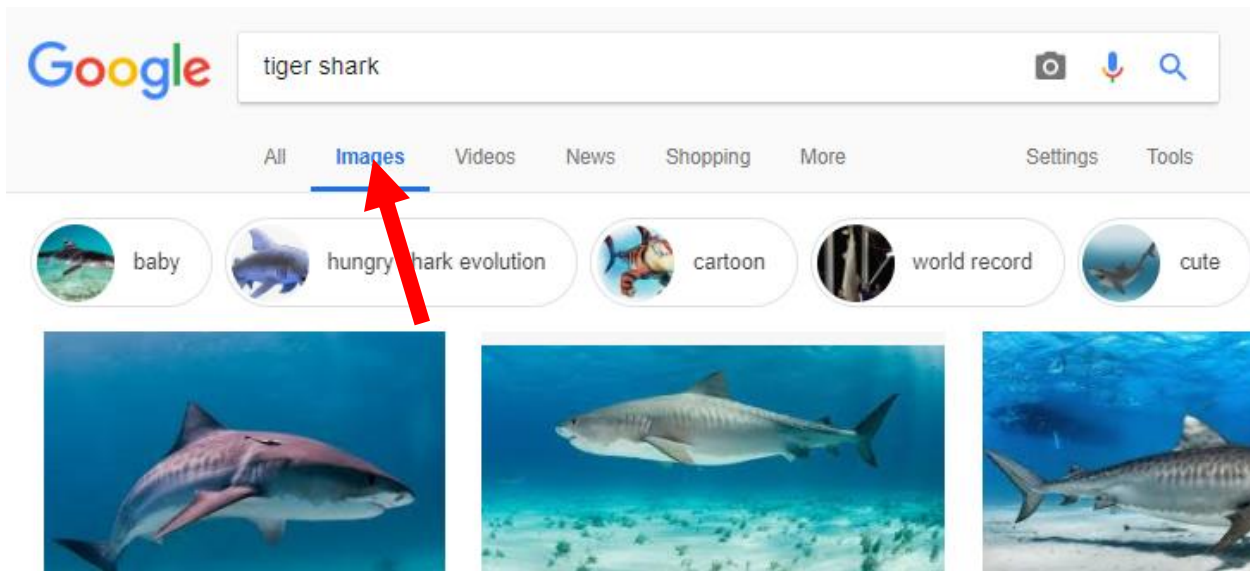 Google tiger shark
All Images Videos News Shopping More Settings Tools
baby hungry shark evolution cartoon world record cute